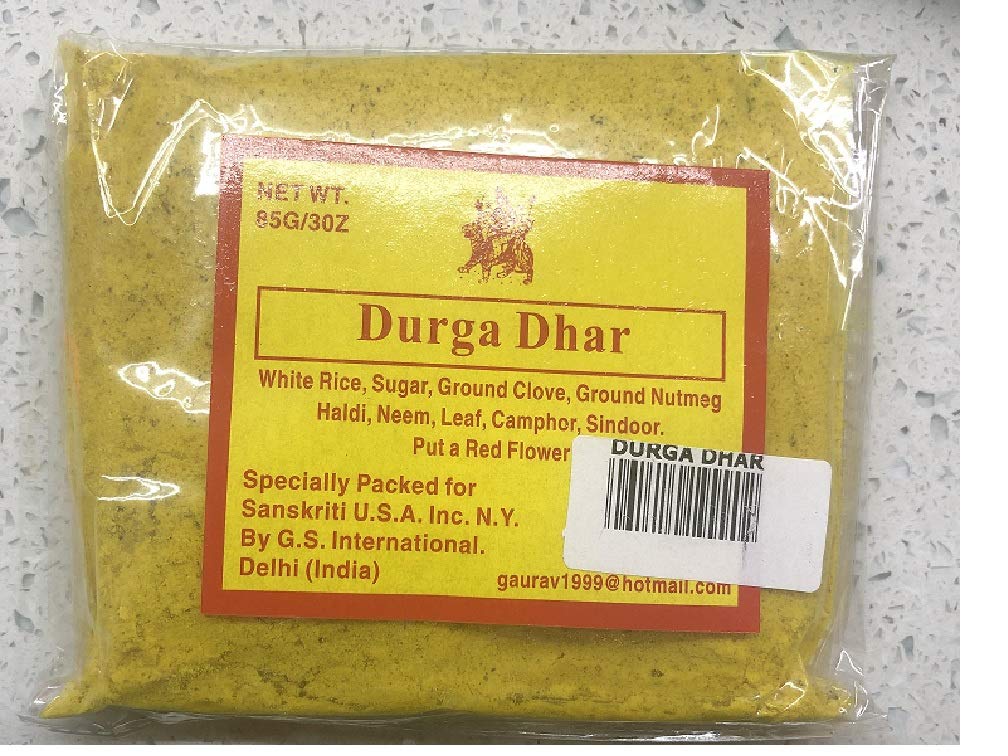 NET WT.
85G/30Z
Durga Dhar
White Rice, Sugar, Ground Clove, Ground Nutmeg
Haldi, Neem, Leaf, Camphor, Sindoor.
Put a Red Flower
DURGA DHAR
Specially Packed for
Sanskriti U.S.A. Inc. N.Y.
By G.S. International.
Delhi (India)
gaurav1999@hotmail.com